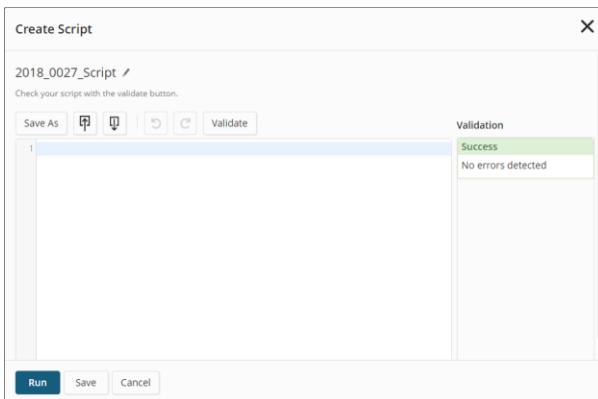 Create Script
2018_0027_Script
Check your script with the validate button.
Save As
Validate
Validation
1
Success
No errors detected
Run
Save
Cancel